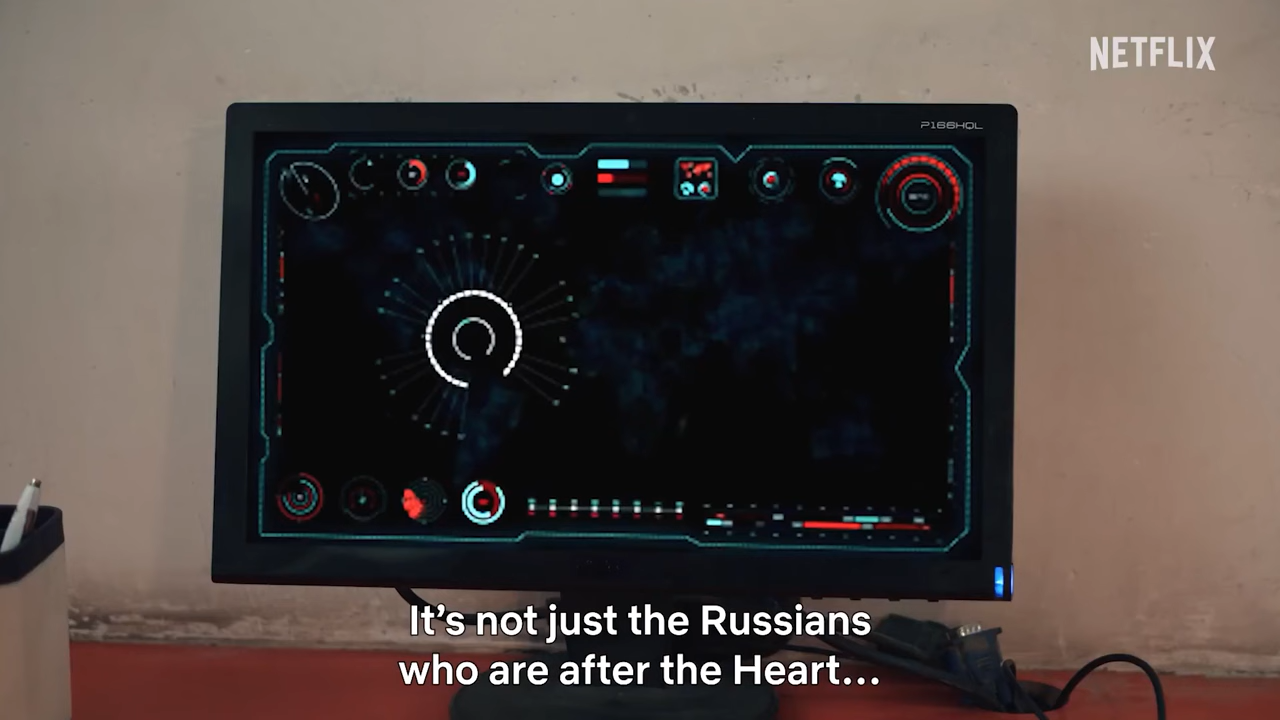 NETFLIX
P166HQL
It's not just the Russians
who are after the Heart...